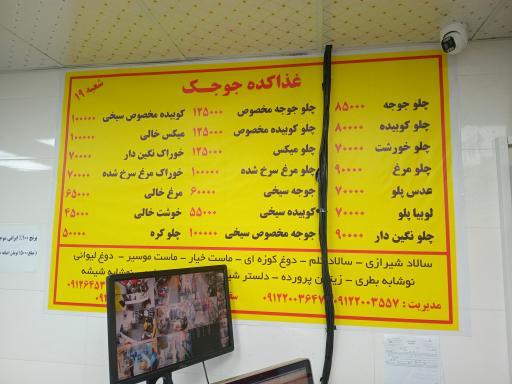 غذاکده جوجک
شعبه ۱۹
چلو جوجه ۸۵۰۰۰
چلو کوبیده ۸۰۰۰۰
چلو خورشت ۷۰۰۰۰
چلو مرغ ۹۰۰۰۰
عدس پلو ۷۰۰۰۰
لوبیا پلو ۷۰۰۰۰
چلو نگین دار ۹۰۰۰۰
چلو جوجه مخصوص ۱۲۵۰۰۰
چلو کوبیده مخصوص ۱۲۵۰۰۰
چلو میکس ۱۲۵۰۰۰
چلو مرغ سرخ شده ۱۰۰۰۰۰
جوجه سیخی ۶۰۰۰۰
کوبیده سیخی ۵۵۰۰۰
جوجه مخصوص سیخی ۱۰۰۰۰۰
کوبیده مخصوص سیخی ۱۰۰۰۰۰
میکس خالی ۱۰۰۰۰۰
خوراک نگین دار ۷۰۰۰۰
خوراک مرغ سرخ شده ۷۰۰۰۰
مرغ خالی ۶۵۰۰۰
خوشت خالی ۴۵۰۰۰
چلو کره ۵۰۰۰۰
سالاد شیرازی - سالاد کلم - دوغ کوزه ای - ماست خیار - ماست موسیر - دوغ لیوانی
نوشابه بطری - زیتون پرورده - دلستر نوشابه شیشه
مدیریت : ۰۹۱۲۲۰۰۳۵۵۷ ۰۹۱۲۲۰۰۳۶۴۷